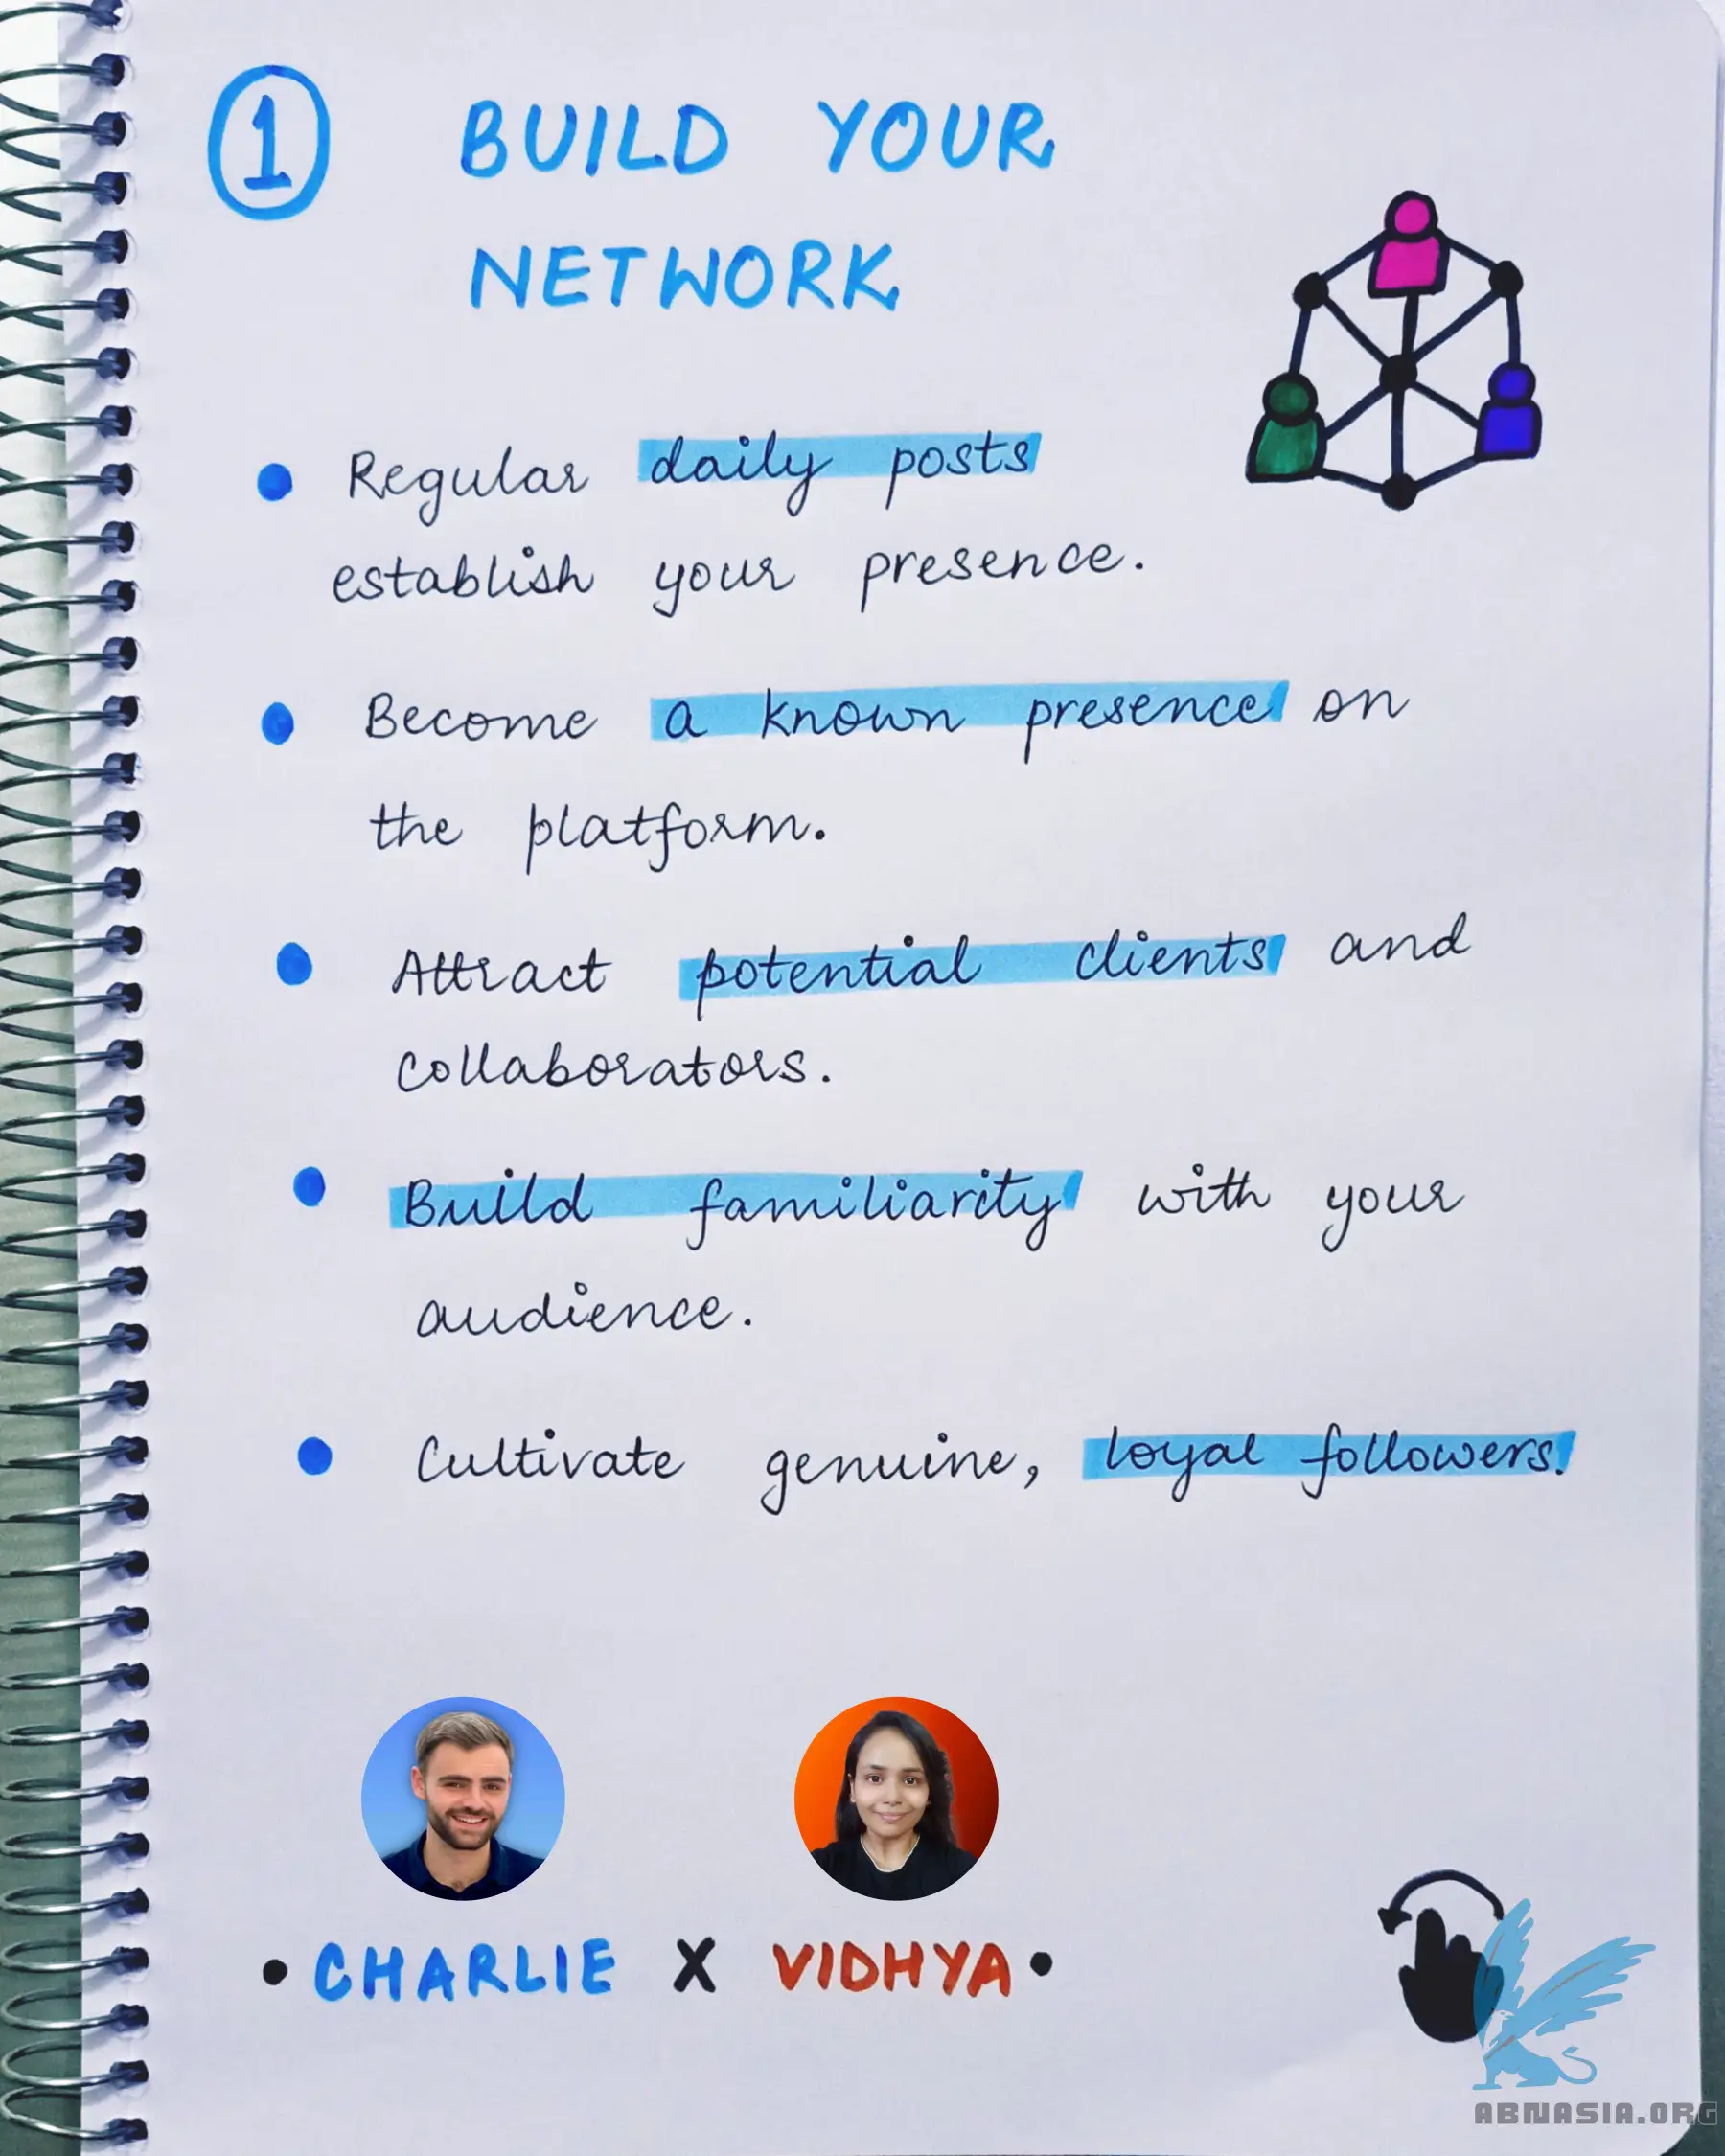 1 BUILD YOUR
NETWORK
Regular daily posts
establish your presence.
Become a known presence on
the platform.
Attract potential clients and
collaborators.
Build familiarity with your
audience.
Cultivate genuine, loyal followers.
• CHARLIE X VIDHYA •
ABNASIA.ORG